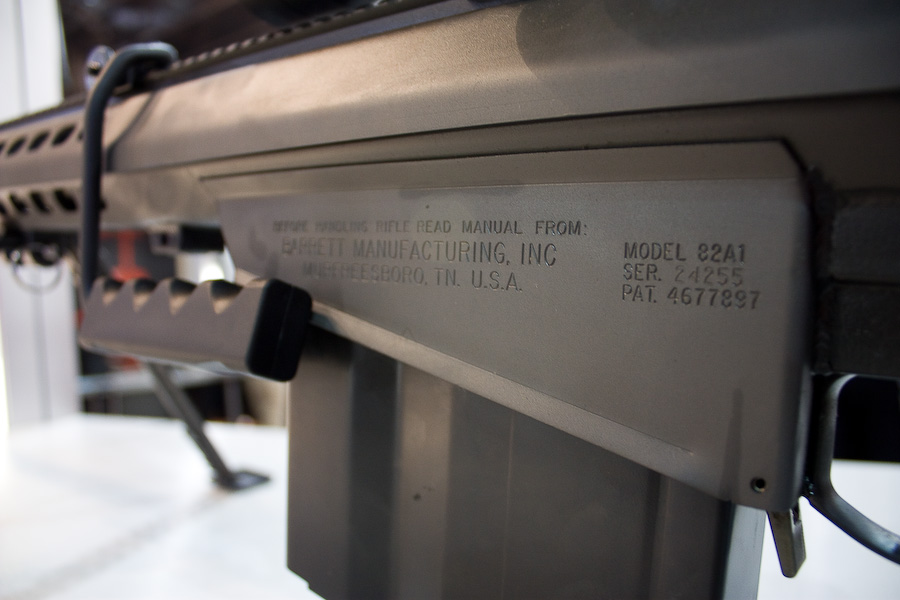 BEFORE HANDLING RIFLE READ MANUAL FROM:
BARRETT MANUFACTURING, INC
MURFREESBORO, TN. U.S.A.
MODEL 82A1
SER. 24255
PAT. 4677897